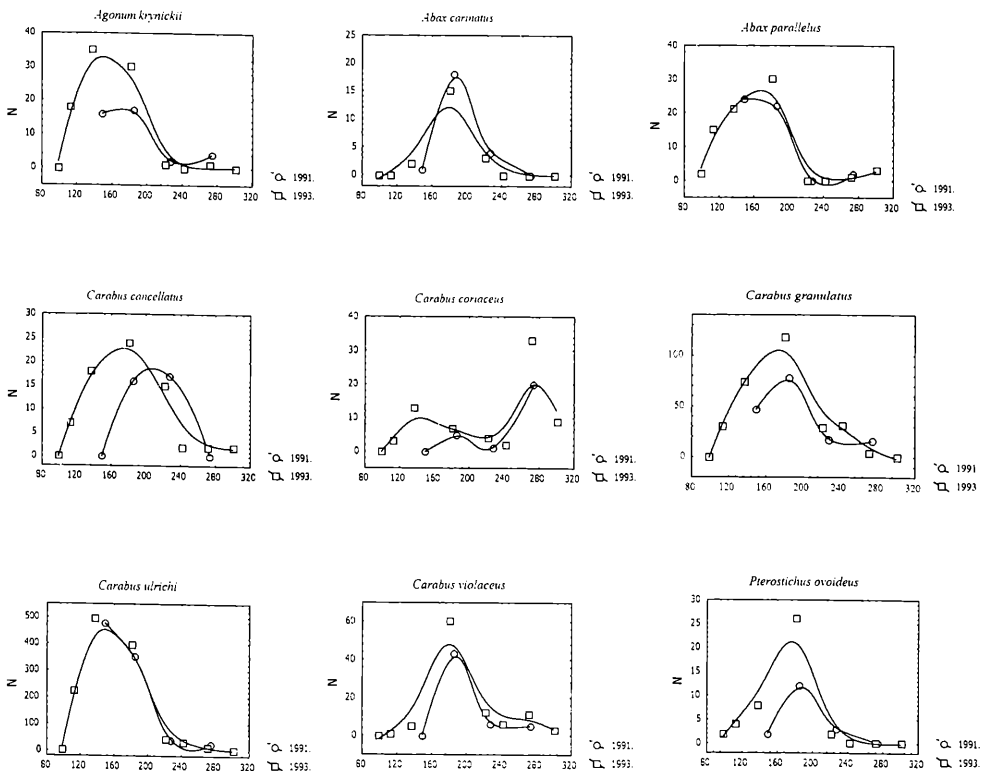 Agonum krynickii
40
30
20
10
0
N
80 120 160 200 240 280 320
1991.
1993.
Abax carinatus
25
20
15
10
5
0
N
80 120 160 200 240 280 320
1991.
1993.
Abax parallelus
40
30
20
10
0
N
80 120 160 200 240 280 320
1991.
1993.
Carabus cancellatus
30
25
20
15
10
5
0
N
80 120 160 200 240 280 320
1991.
1993.
Carabus coriaceus
40
30
20
10
0
N
80 120 160 200 240 280 320
1991.
1993.
Carabus granulatus
100
50
0
N
80 120 160 200 240 280 320
1991
1993
Carabus ulrichi
500
400
300
200
100
0
N
80 120 160 200 240 280 320
1991.
1993.
Carabus violaceus
60
40
20
0
N
80 120 160 200 240 280 320
1991.
1993.
Pterostichus ovoideus
30
25
20
15
10
5
0
N
80 120 160 200 240 280 320
1991.
1993.